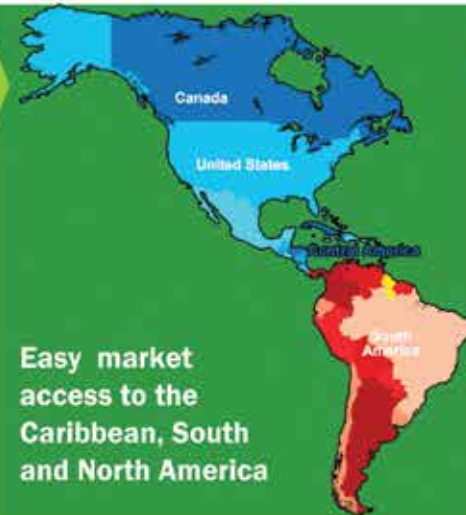 Canada
United States
Central America
South
America
Easy market
access to the
Caribbean, South
and North America